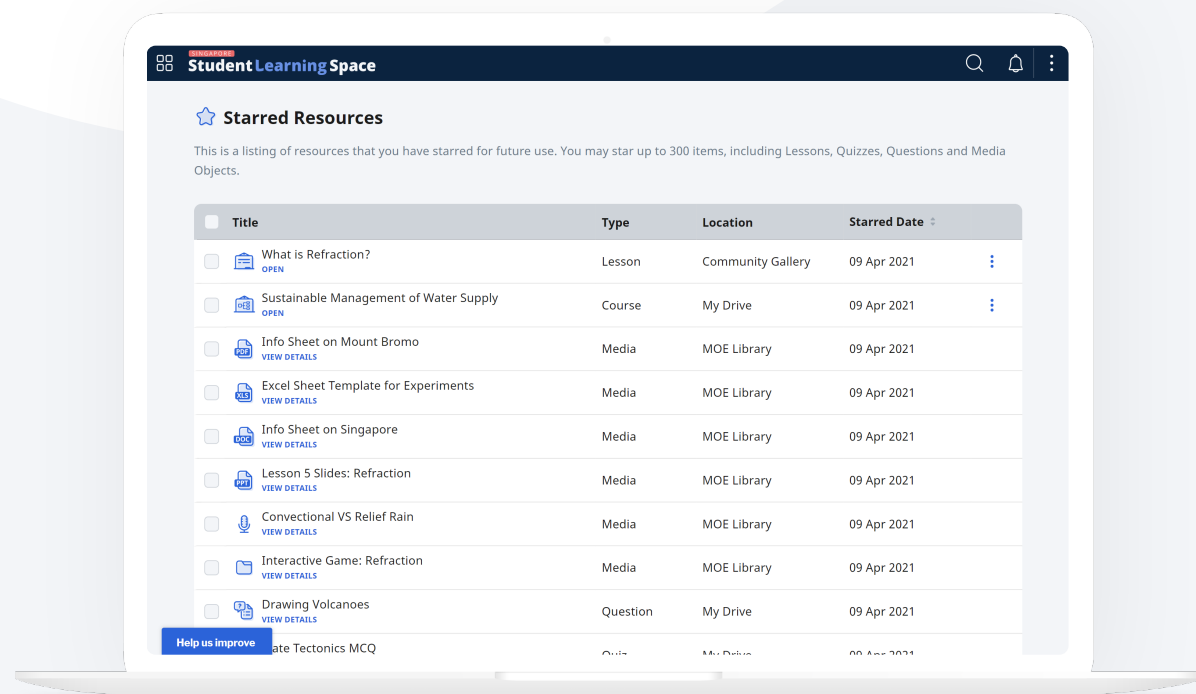 SINGAPORE
Student Learning Space
Starred Resources
This is a listing of resources that you have starred for future use. You may star up to 300 items, including Lessons, Quizzes, Questions and Media
Objects.
Title Type Location Starred Date
What is Refraction? Lesson Community Gallery 09 Apr 2021
OPEN
Sustainable Management of Water Supply Course My Drive 09 Apr 2021
OPEN
Info Sheet on Mount Bromo Media MOE Library 09 Apr 2021
PDF VIEW DETAILS
Excel Sheet Template for Experiments Media MOE Library 09 Apr 2021
XLS VIEW DETAILS
Info Sheet on Singapore Media MOE Library 09 Apr 2021
DOC VIEW DETAILS
Lesson 5 Slides: Refraction Media MOE Library 09 Apr 2021
PPT VIEW DETAILS
Convectional VS Relief Rain Media MOE Library 09 Apr 2021
VIEW DETAILS
Interactive Game: Refraction Media MOE Library 09 Apr 2021
VIEW DETAILS
Drawing Volcanoes Question My Drive 09 Apr 2021
VIEW DETAILS
Help us improve
Tectonics MCQ Quiz My Drive 09 Apr 2021